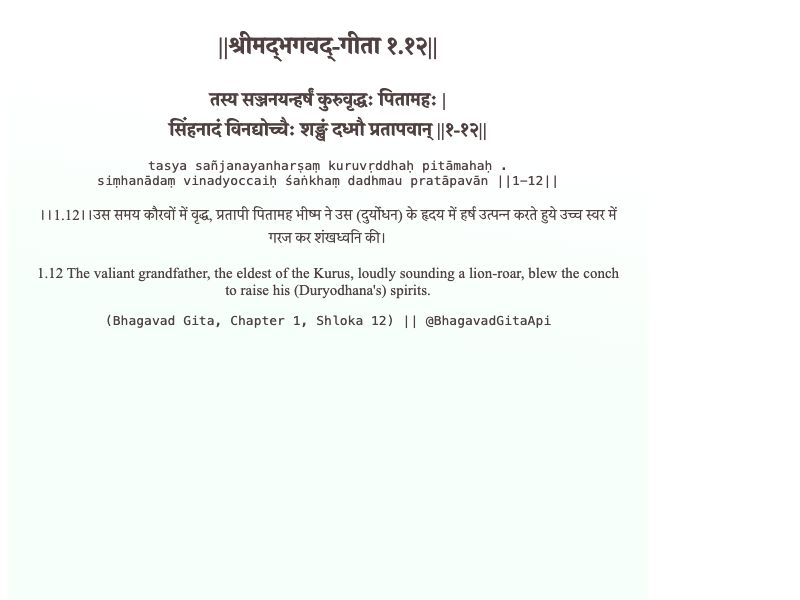 ||श्रीमद्‍भगवद्‍-गीता १.१२||
तस्य सञ्जनयन्हर्षं कुरुवृद्धः पितामहः |
सिंहनादं विनद्योच्चैः शङ्खं दध्मौ प्रतापवान् ||१-१२||
tasya sañjanayanharṣaṃ kuruvṛddhaḥ pitāmahaḥ .
siṃhanādaṃ vinadyoccaiḥ śaṅkhaṃ dadhmau pratāpavān ||1-12||
।।1.12।।उस समय कौरवों में वृद्ध, प्रतापी पितामह भीष्म ने उस (दुर्योधन) के हृदय में हर्ष उत्पन्न करते हुये उच्च स्वर में
गरज कर शंखध्वनि की।
1.12 The valiant grandfather, the eldest of the Kurus, loudly sounding a lion-roar, blew the conch
to raise his (Duryodhana's) spirits.
(Bhagavad Gita, Chapter 1, Shloka 12) || @BhagavadGitaApi